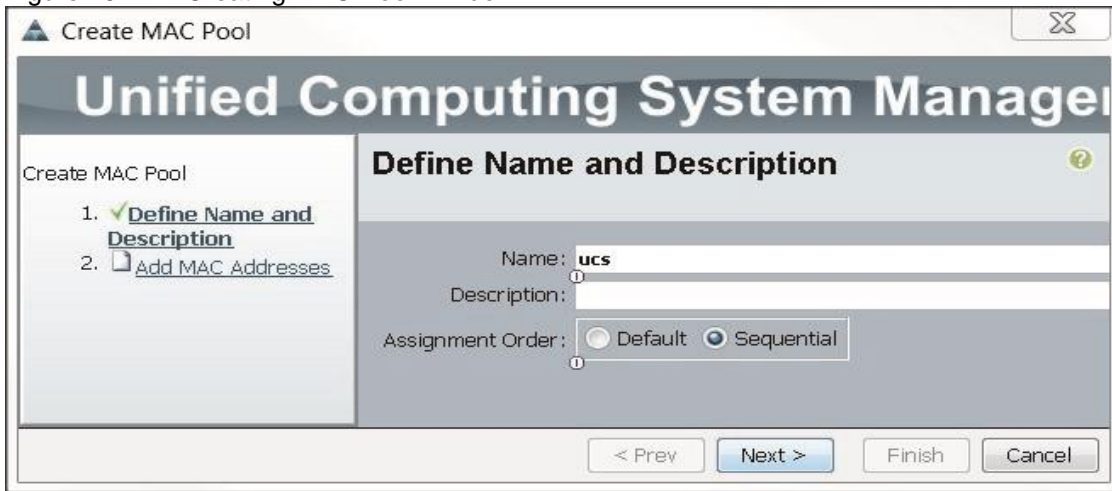 Create MAC Pool
Unified Computing System Manager
Create MAC Pool
1. Define Name and
Description
2. Add MAC Addresses
Define Name and Description
Name: ucs
Description:
Assignment Order: Default Sequential
< Prev Next > Finish Cancel